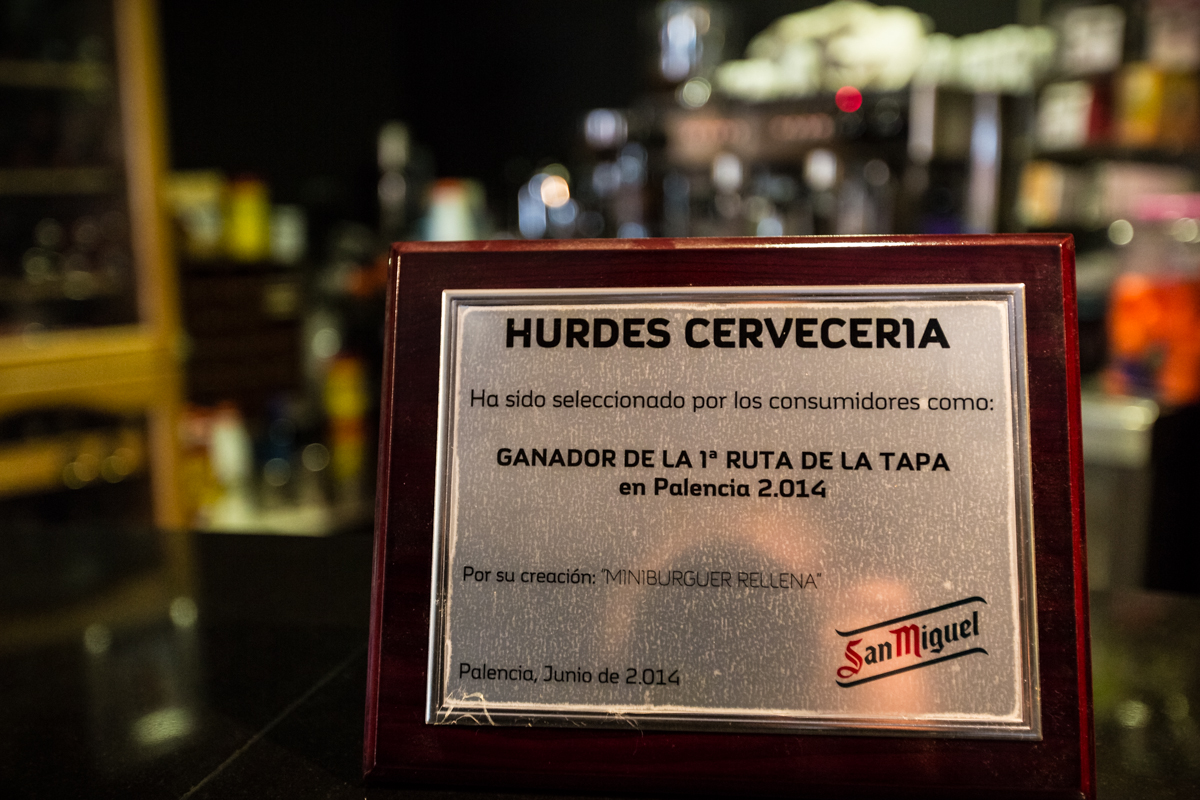 HURDES CERVECERIA
Ha sido seleccionado por los consumidores como:
GANADOR DE LA 1ª RUTA DE LA TAPA
en Palencia 2.014
Por su creación: "MINIBURGUER RELLENA"
San Miguel
Palencia, Junio de 2.014